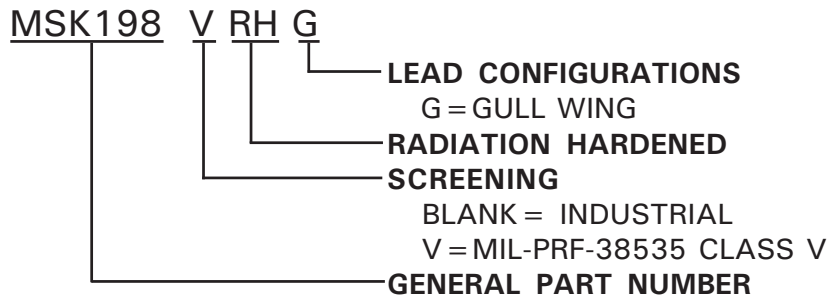 MSK198 V RH G
LEAD CONFIGURATIONS
G=GULL WING
RADIATION HARDENED
SCREENING
BLANK= INDUSTRIAL
V=MIL-PRF-38535 CLASS V
GENERAL PART NUMBER